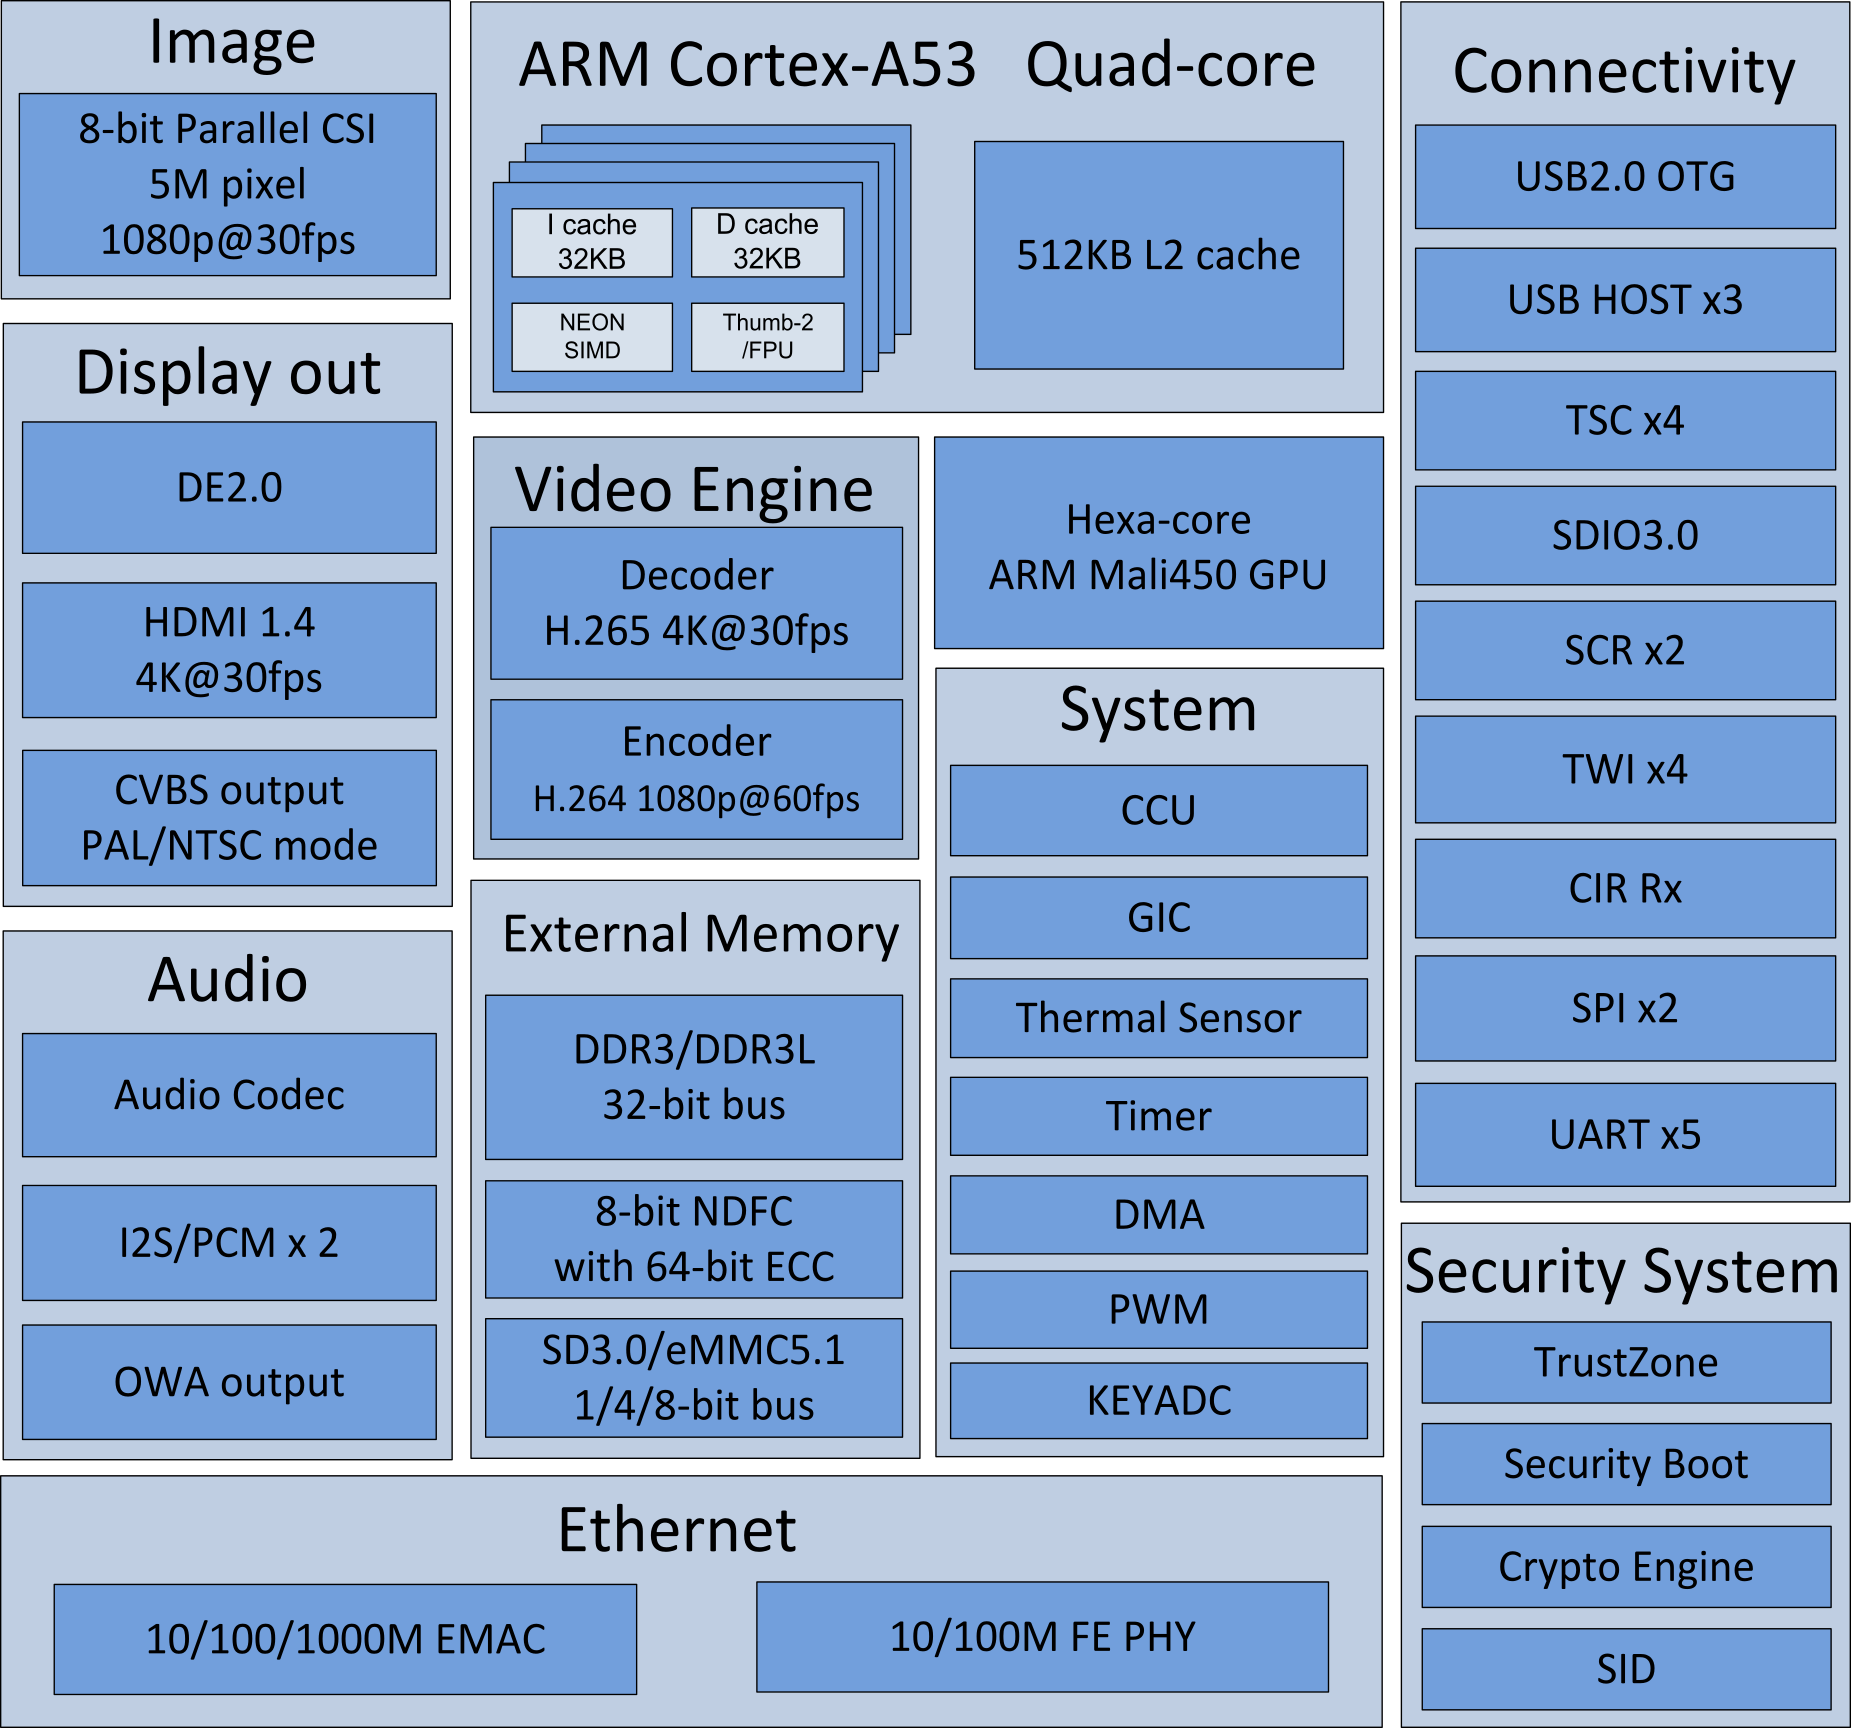 Image
8-bit Parallel CSI
5M pixel
1080p@30fps
Display out
DE2.0
HDMI 1.4
4K@30fps
CVBS output
PAL/NTSC mode
Audio
Audio Codec
I2S/PCM x 2
OWA output
ARM Cortex-A53 Quad-core
I cache
32KB
D cache
32KB
NEON
SIMD
Thumb-2
/FPU
512KB L2 cache
Video Engine
Decoder
H.265 4K@30fps
Encoder
H.264 1080p@60fps
Hexa-core
ARM Mali450 GPU
External Memory
DDR3/DDR3L
32-bit bus
8-bit NDFC
with 64-bit ECC
SD3.0/eMMC5.1
1/4/8-bit bus
System
CCU
GIC
Thermal Sensor
Timer
DMA
PWM
KEYADC
Connectivity
USB2.0 OTG
USB HOST x3
TSC x4
SDIO3.0
SCR x2
TWI x4
CIR Rx
SPI x2
UART x5
Security System
TrustZone
Security Boot
Crypto Engine
SID
Ethernet
10/100/1000M EMAC
10/100M FE PHY